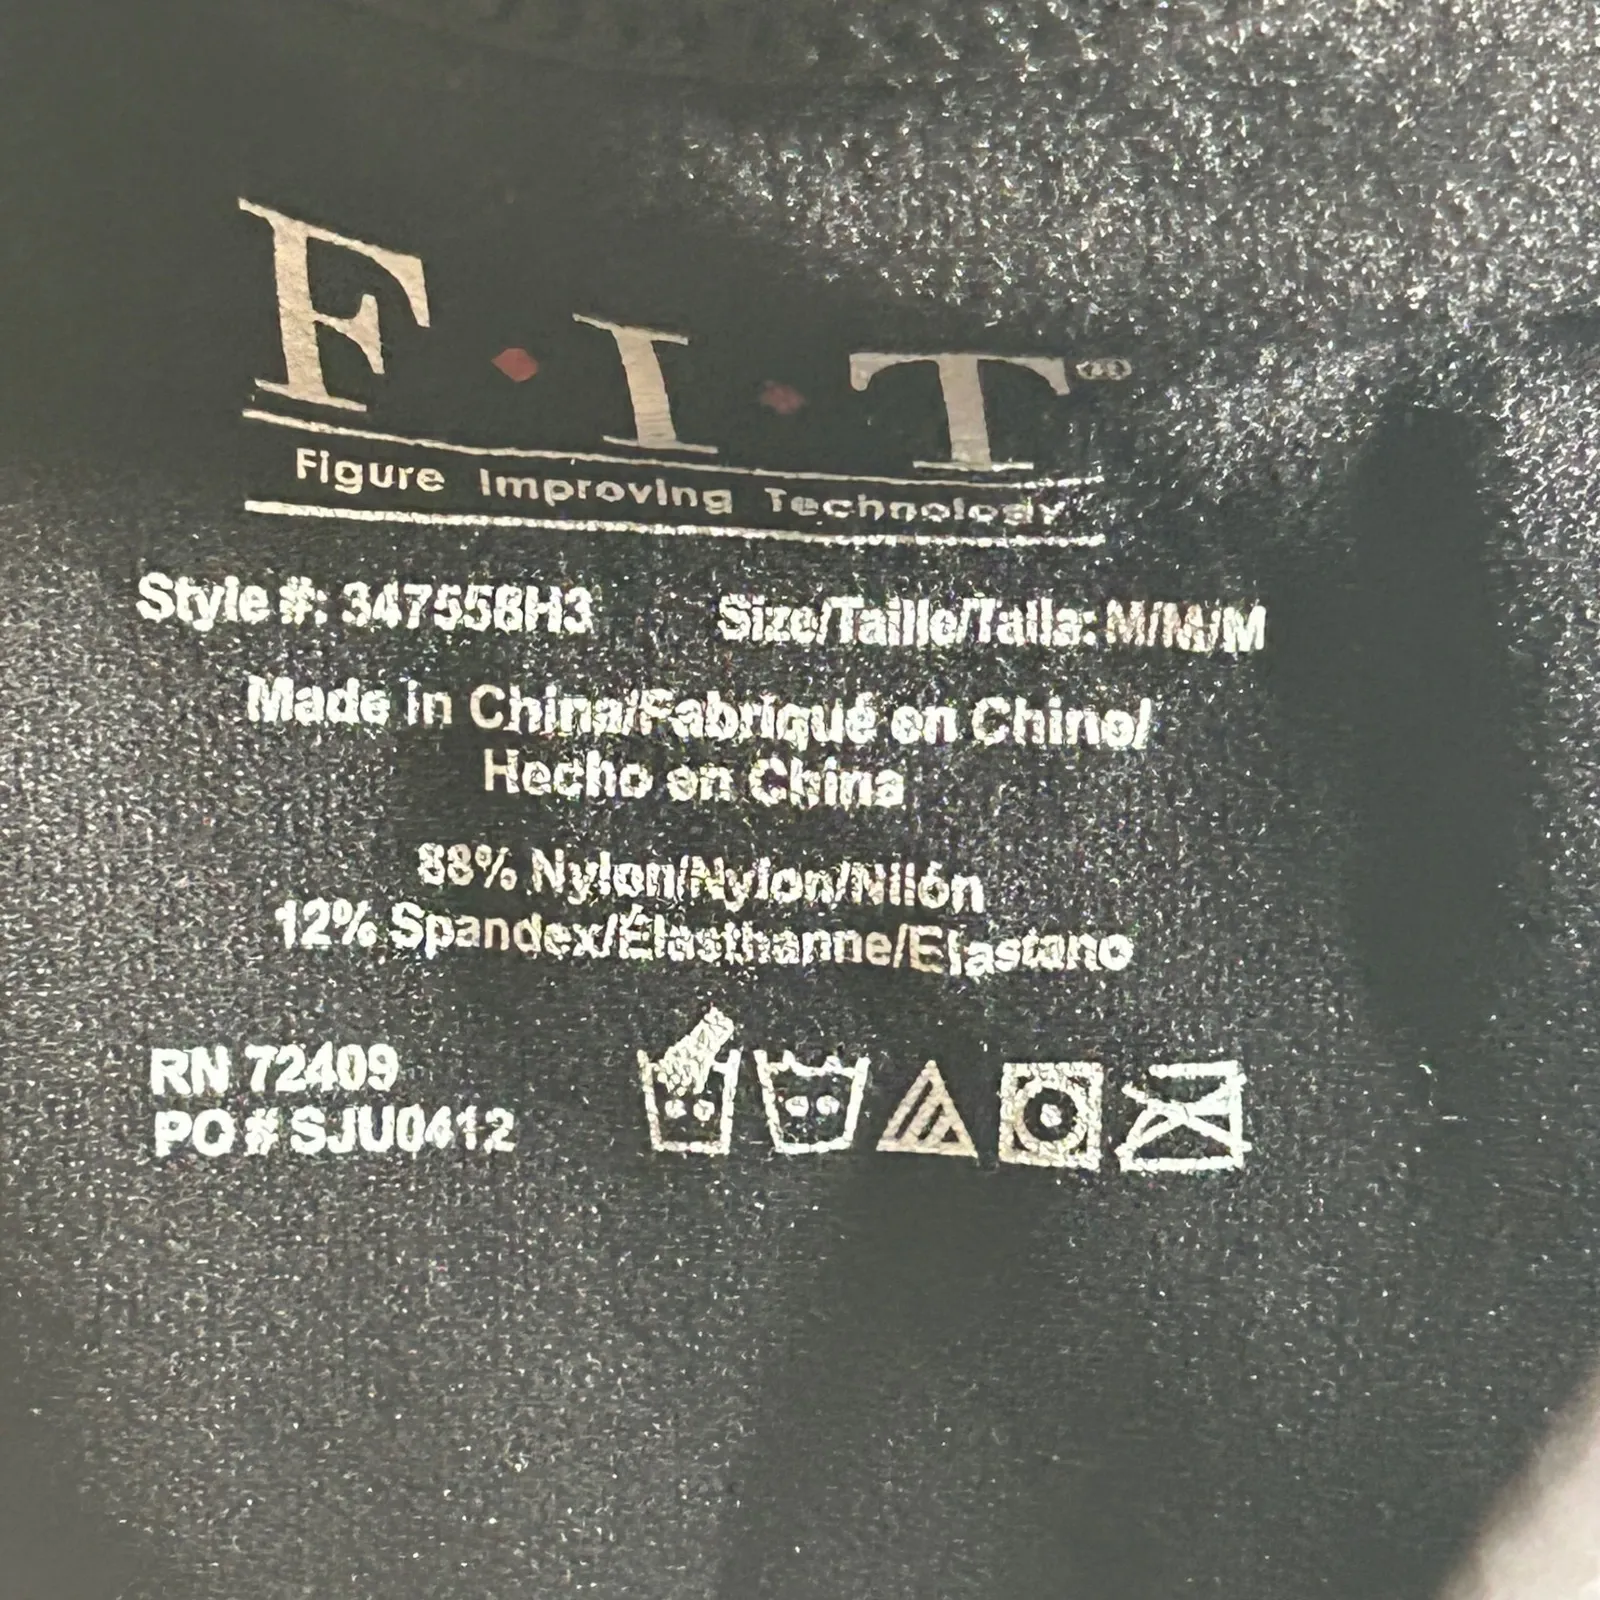 F·I·T®
Figure Improving Technology
Style #: 347556H3 Size/Taille/Talla: M/M/M
Made in China/Fabriqué en Chine/
Hecho en China
88% Nylon/Nylon/Nilón
12% Spandex/Élasthanne/Elastano
RN 72409
PO # SJU0412